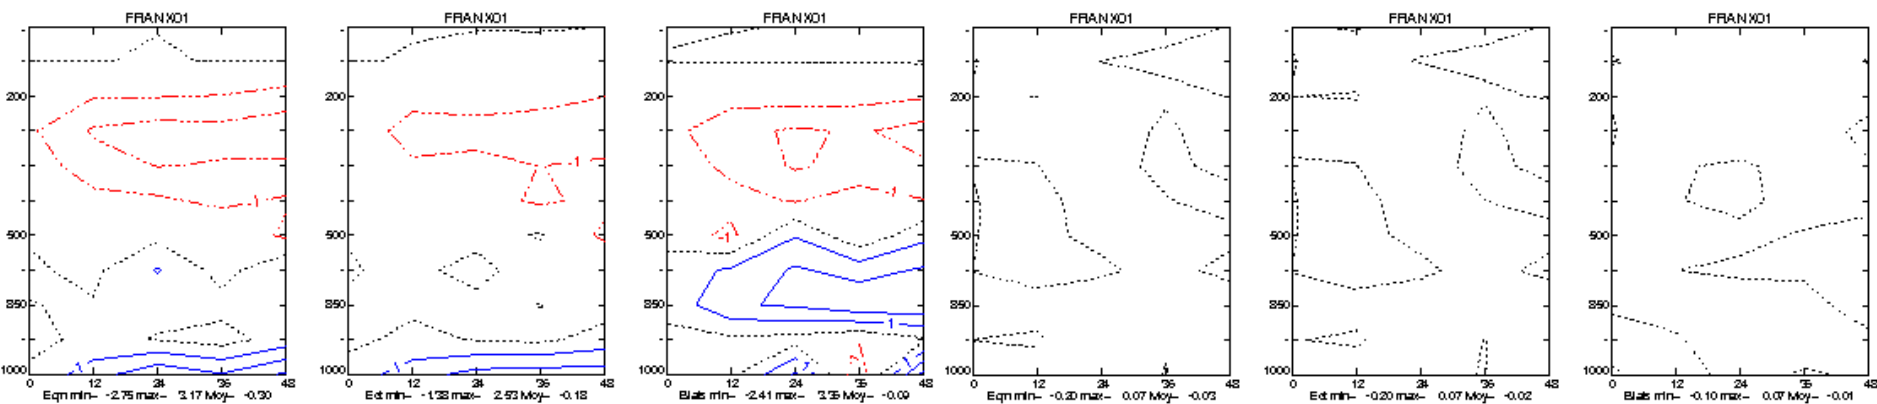 FRANX01 FRANX01 FRANX01 FRANX01 FRANX01 FRANX01
200 200 200 200 200 200
-1
-1
-1
500 500 500 500 500 500
-1
850 850 850 850 850 850
1
1000 1000 1000 1000 1000 1000
0 12 24 36 48 0 12 24 36 48 0 12 24 36 48 0 12 24 36 48 0 12 24 36 48 0 12 24 36 48
Eqm min= -2.75 max= 3.17 Moy= -0.30 Ect min= -1.38 max= 2.53 Moy= -0.18 Biais min= -2.41 max= Moy= -0.09 Eqm min= -0.20 max= 0.07 Moy= -0.03 Ect min= -0.20 max= 0.07 Moy= -0.02 Biais min= -0.10 max= 0.07 Moy= -0.01